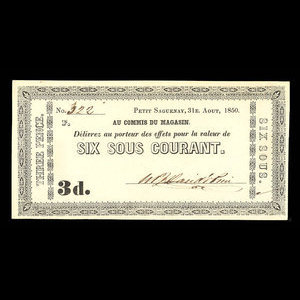 No. 322 Petit Saguenay, 31e. Aout, 1850.
AU COMMIS DU MAGASIN.
Délierez au porteur des effets pour la valeur de
SIX SOUS COURANT.
3d.
THREE PENCE.
SIX SOUS.